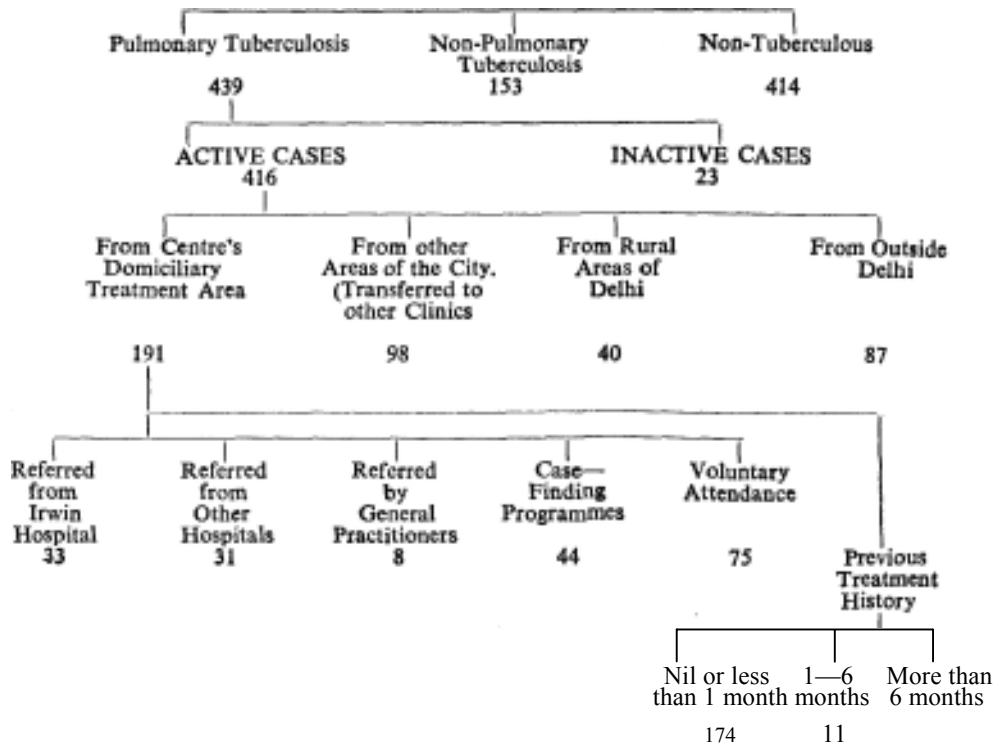 Pulmonary Tuberculosis
439
Non-Pulmonary
Tuberculosis
153
Non-Tuberculous
414
ACTIVE CASES
416
INACTIVE CASES
23
From Centre's
Domiciliary
Treatment Area
191
From other
Areas of the City.
(Transferred to
other Clinics
98
From Rural
Areas of
Delhi
40
From Outside
Delhi
87
Referred
from
Irwin
Hospital
33
Referred
from
Other
Hospitals
31
Referred
by
General
Practitioners
8
Case—
Finding
Programmes
44
Voluntary
Attendance
75
Previous
Treatment
History
Nil or less
than 1 month
174
1—6
months
11
More than
6 months